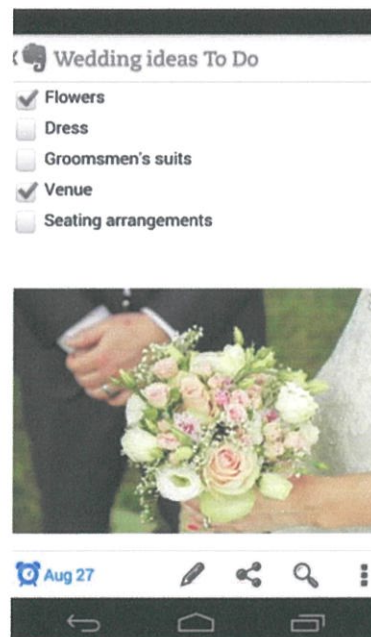 Wedding ideas To Do
Flowers
Dress
Groomsmen's suits
Venue
Seating arrangements
Aug 27